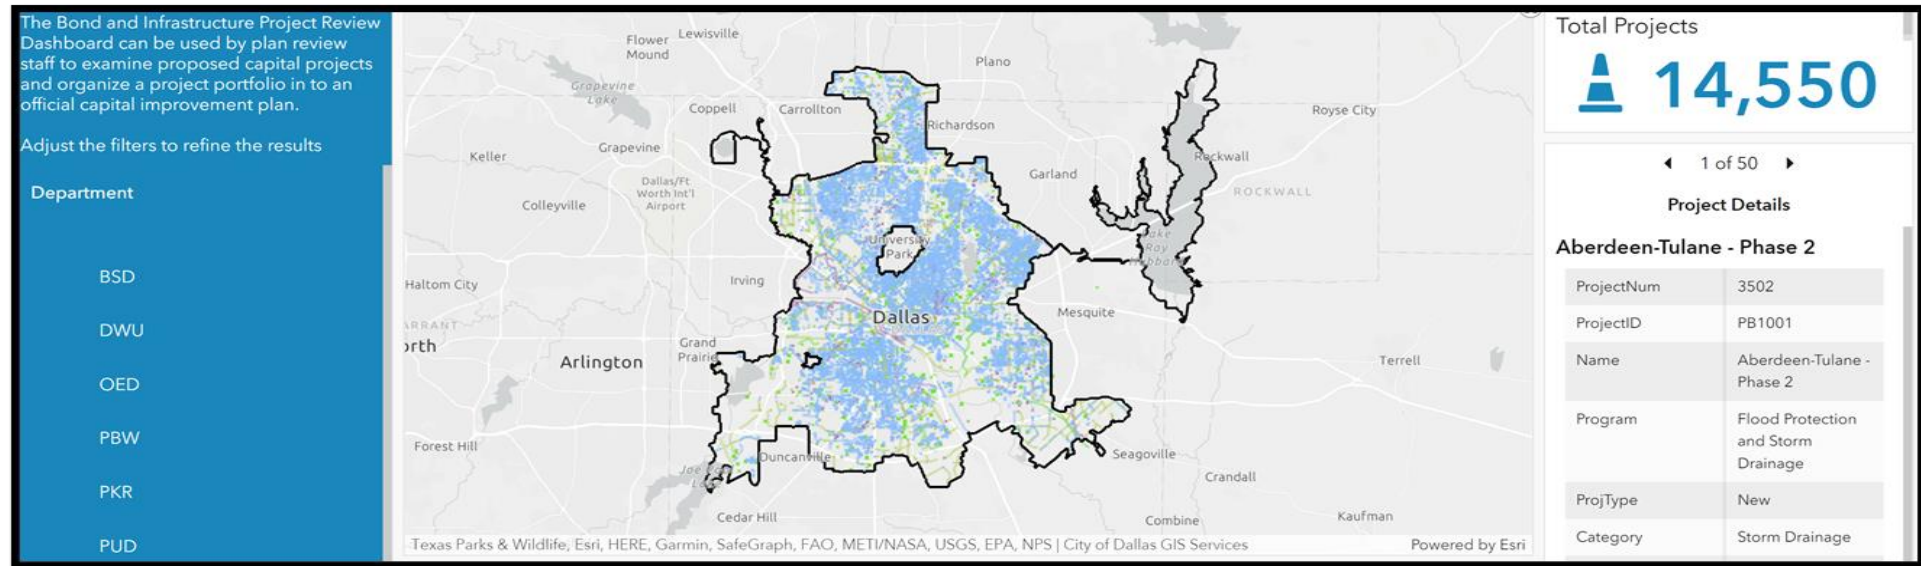 The Bond and Infrastructure Project Review
Dashboard can be used by plan review
staff to examine proposed capital projects
and organize a project portfolio in to an
official capital improvement plan.
Adjust the filters to refine the results
Department
BSD
DWU
OED
PBW
PKR
PUD
Flower
Mound
Lewisville
Plano
Grapevine
Lake
Coppell
Carrollton
Royse City
Richardson
Keller
Grapevine
Rockwall
Garland
Dallas/Ft
Worth Int'l
Airport
ROCKWALL
Colleyville
University
Park
Lake
Ray
Hubbard
Haltom City
Irving
Mesquite
Dallas
ARRANT
orth
Grand
Prairie
Arlington
Terrell
Forest Hill
Duncanville
Seagoville
Joe Pool
Lake
Crandall
Cedar Hill
Combine
Kaufman
Texas Parks & Wildlife, Esri, HERE, Garmin, SafeGraph, FAO, METI/NASA, USGS, EPA, NPS | City of Dallas GIS Services
Powered by Esri
Total Projects
14,550
1 of 50
Project Details
Aberdeen-Tulane - Phase 2
ProjectNum 3502
ProjectID PB1001
Name Aberdeen-Tulane -
Phase 2
Program Flood Protection
and Storm
Drainage
ProjType New
Category Storm Drainage